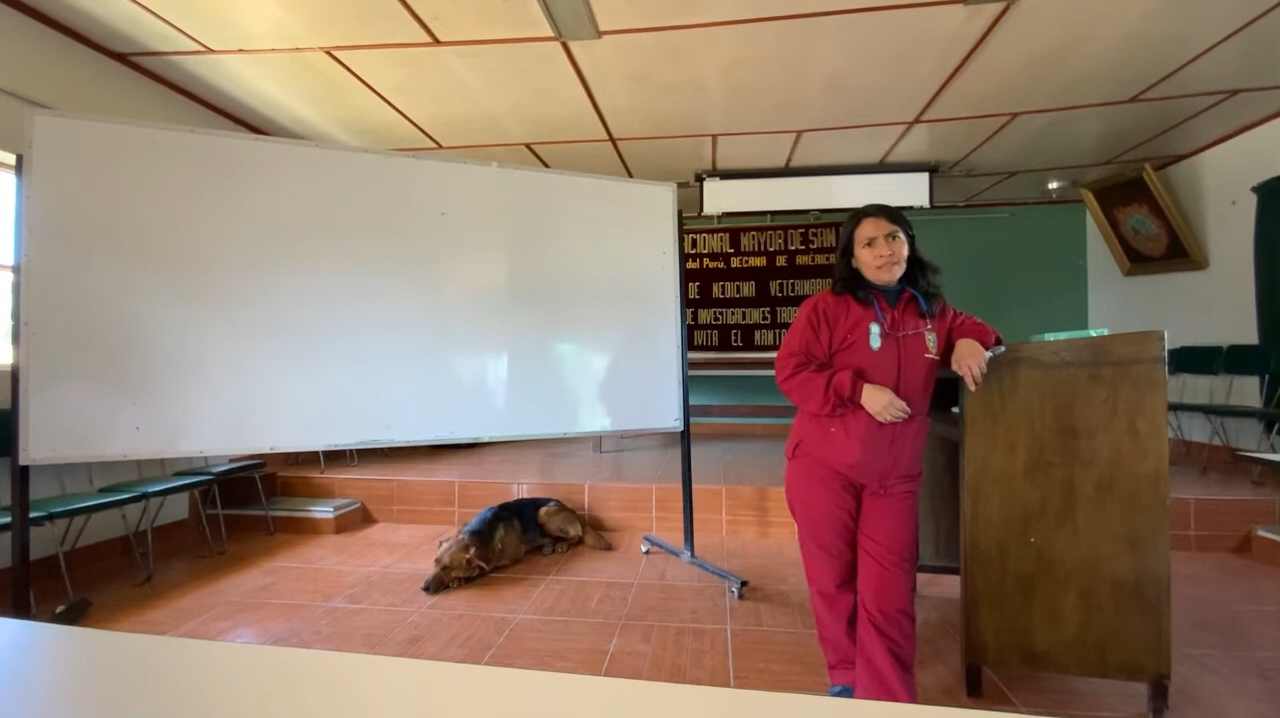 ACIONAL MAYOR DE SAN
del Perú, DECANA DE AMÉRICA
DE MEDICINA VETERINARIA
DE INVESTIGACIONES TROP
IVITA EL MANTA